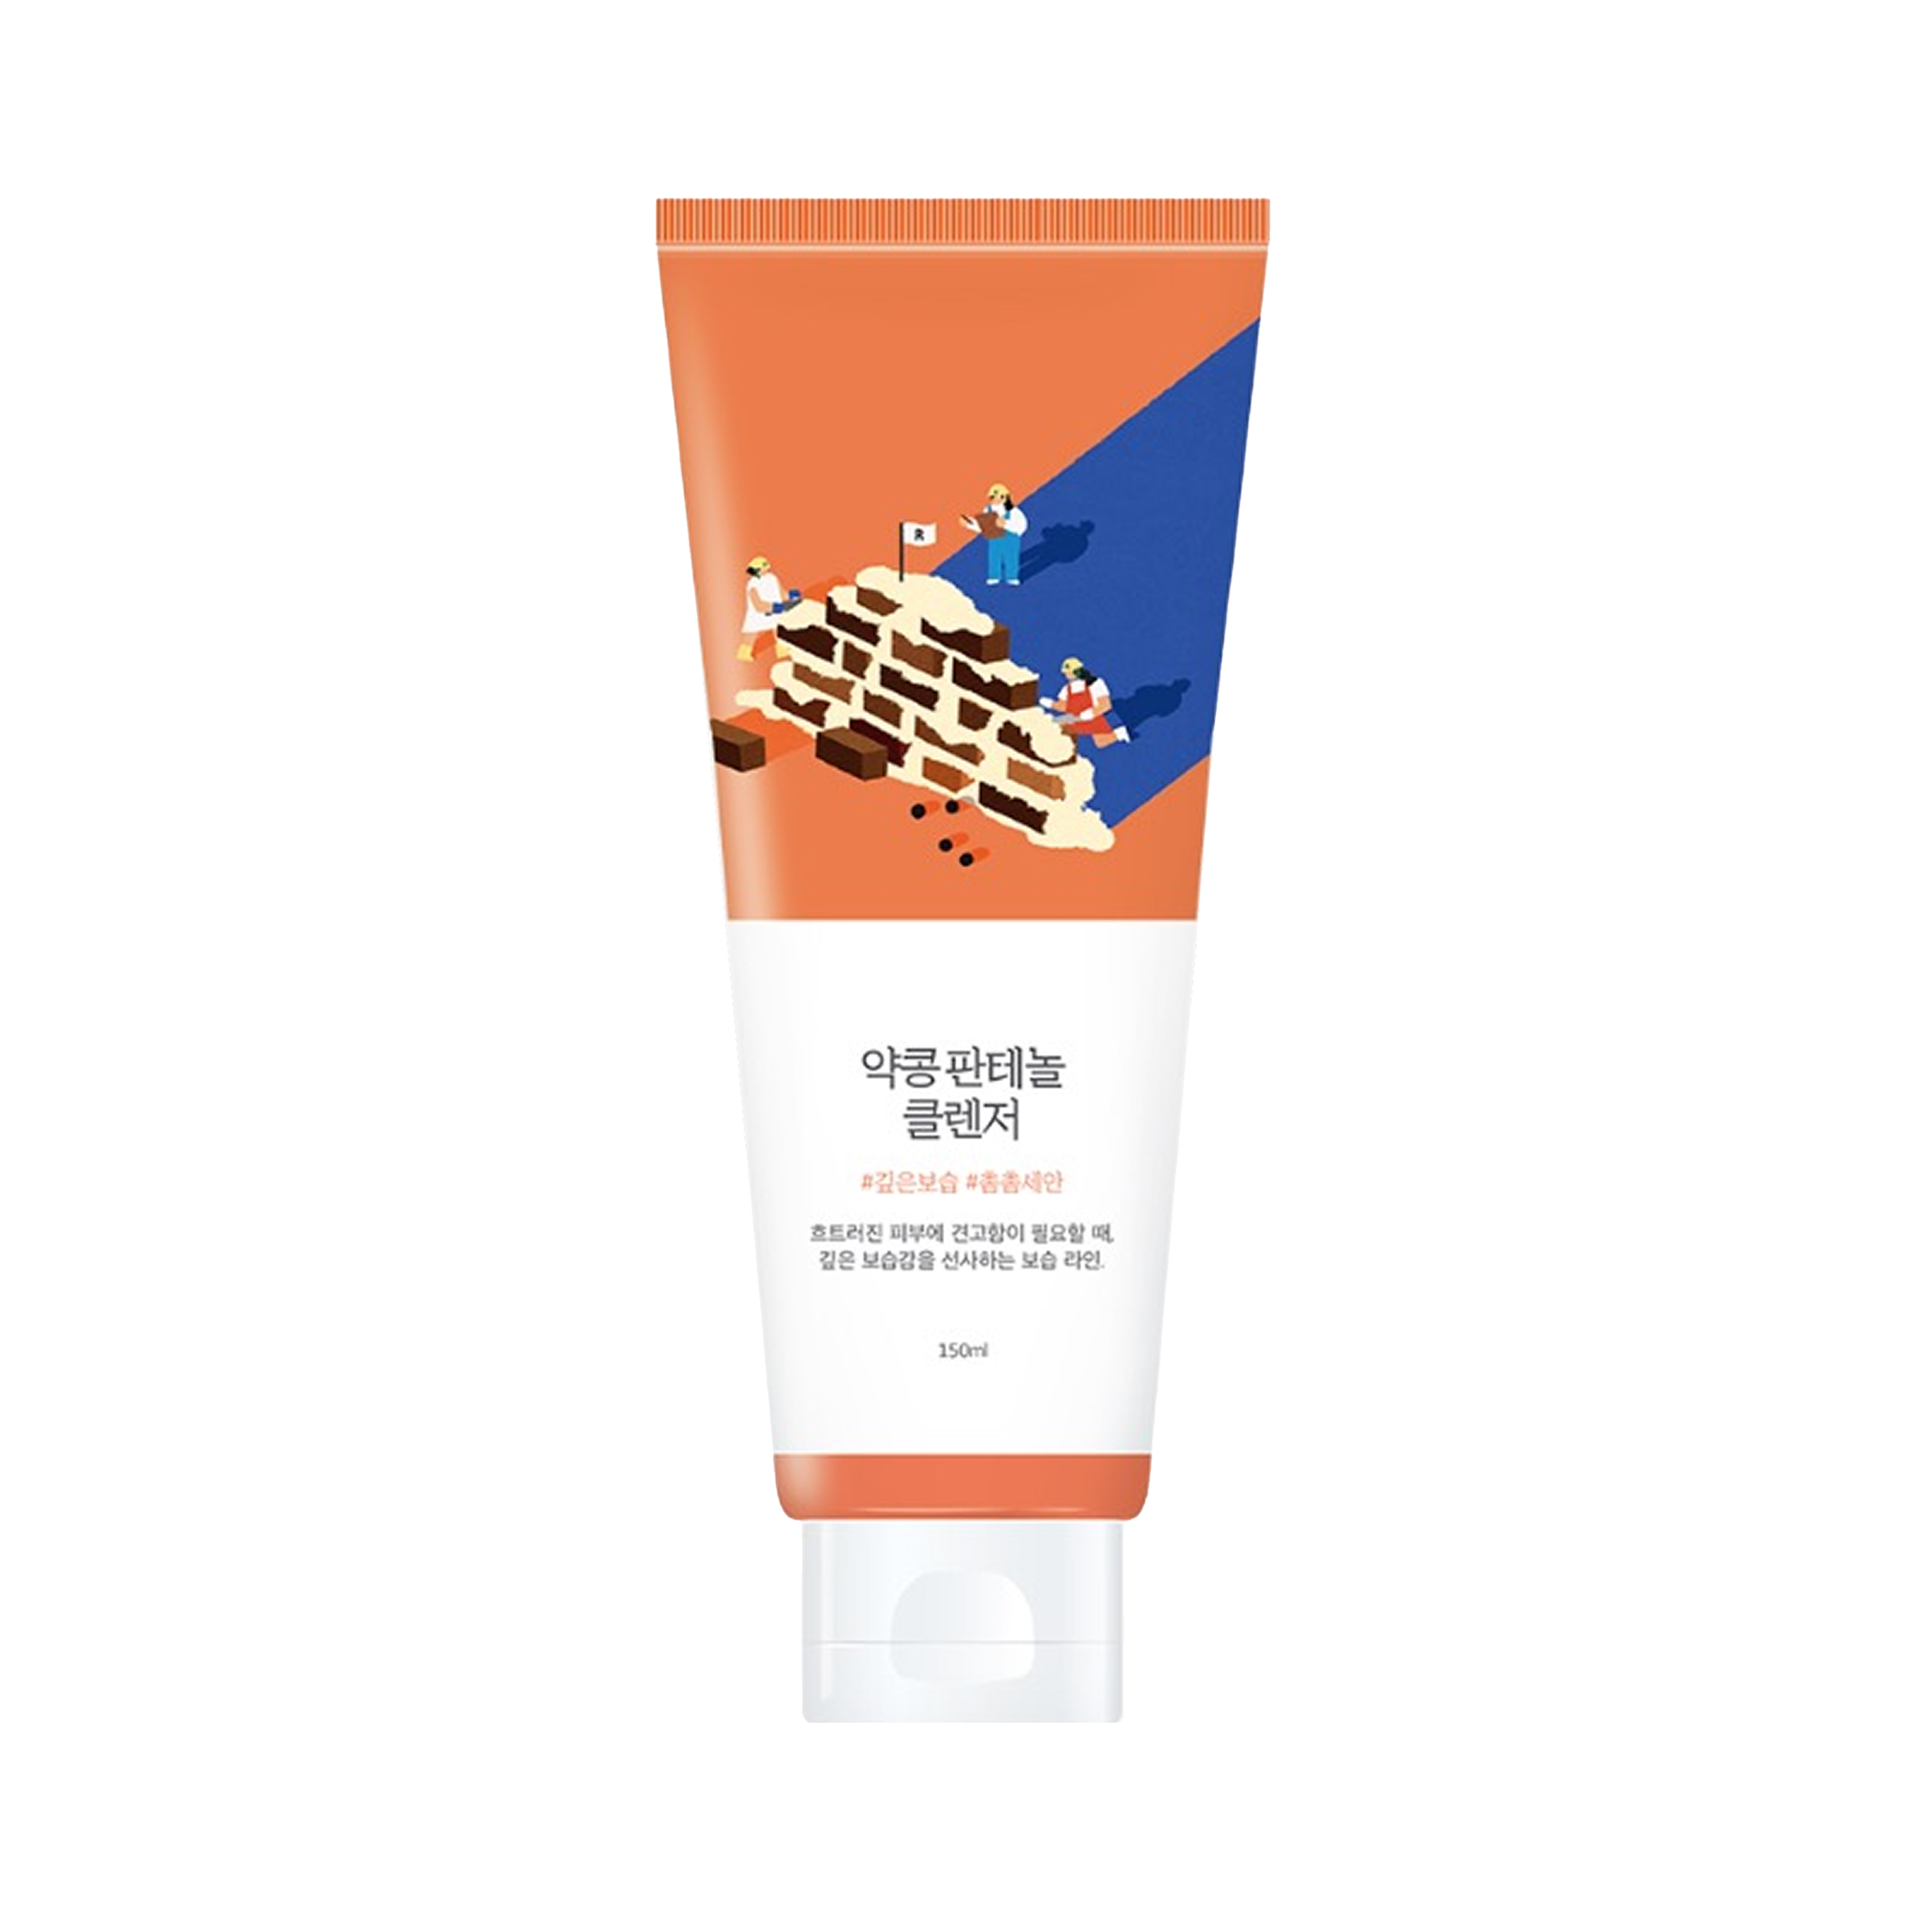 R
약콩 판테놀
클렌저
#깊은보습 #촘촘세안
흐트러진 피부에 견고함이 필요할 때,
깊은 보습감을 선사하는 보습 라인.
150ml